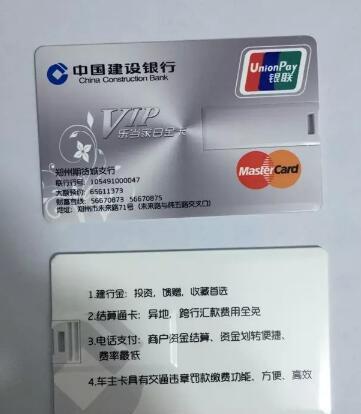 中国建设银行
China Construction Bank
UnionPay
银联
VIP
乐当家白金卡
MasterCard
郑州期货城支行
联行行号：105491000047
大额预约：65611373
财富专线：56670873 56670875
地址：郑州市未来路71号（未来路与纬五路交叉口）
1.建行金：投资、馈赠、收藏首选
2.结算通卡：异地，跨行汇款费用全免
3.电话支付：商户资金结算、资金划转便捷、
费率最低
4.车主卡具有交通违章罚款缴费功能、方便、高效